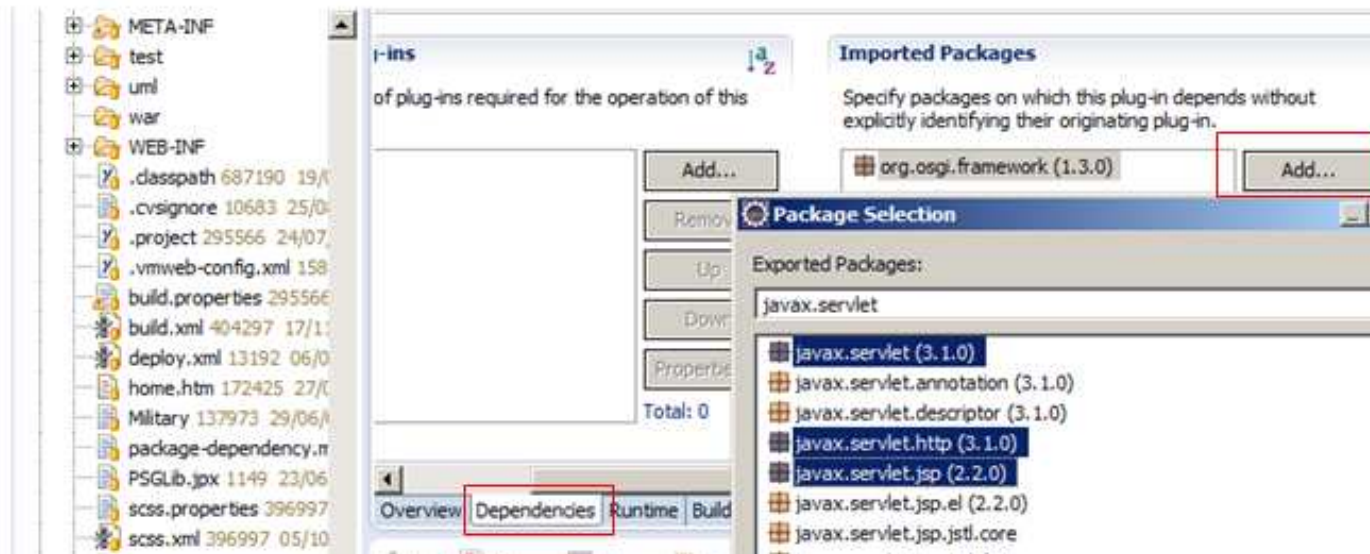 META-INF
test
uml
war
WEB-INF
.classpath 687190 19/
.cvsignore 10683 25/0
.project 295566 24/07,
.vmweb-config.xml 158
build.properties 295566
build.xml 404297 17/1
deploy.xml 13192 06/0
home.htm 172425 27/
Military 137973 29/06/
package-dependency.m
PSGLib.jpx 1149 23/06
scss.properties 396997
scss.xml 396997 05/10
g-ins
of plug-ins required for the operation of this
Add...
Remov
Up
Down
Propertie
Total: 0
Overview Dependencies Runtime Build
Imported Packages
Specify packages on which this plug-in depends without
explicitly identifying their originating plug-in.
org.osgi.framework (1.3.0)
Add...
Package Selection
Exported Packages:
javax.servlet
javax.servlet (3.1.0)
javax.servlet.annotation (3.1.0)
javax.servlet.descriptor (3.1.0)
javax.servlet.http (3.1.0)
javax.servlet.jsp (2.2.0)
javax.servlet.jsp.el (2.2.0)
javax.servlet.jsp.jstl.core